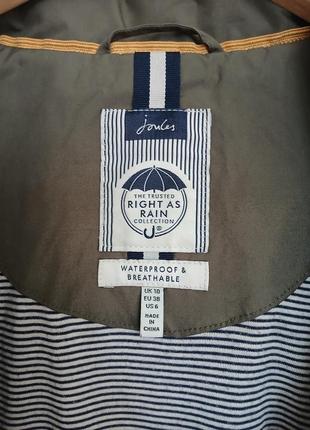 Joules
THE TRUSTED
RIGHT AS
RAIN
COLLECTION
®
WATERPROOF &
BREATHABLE
UK 10
EU 38
US 6
MADE
IN
CHINA